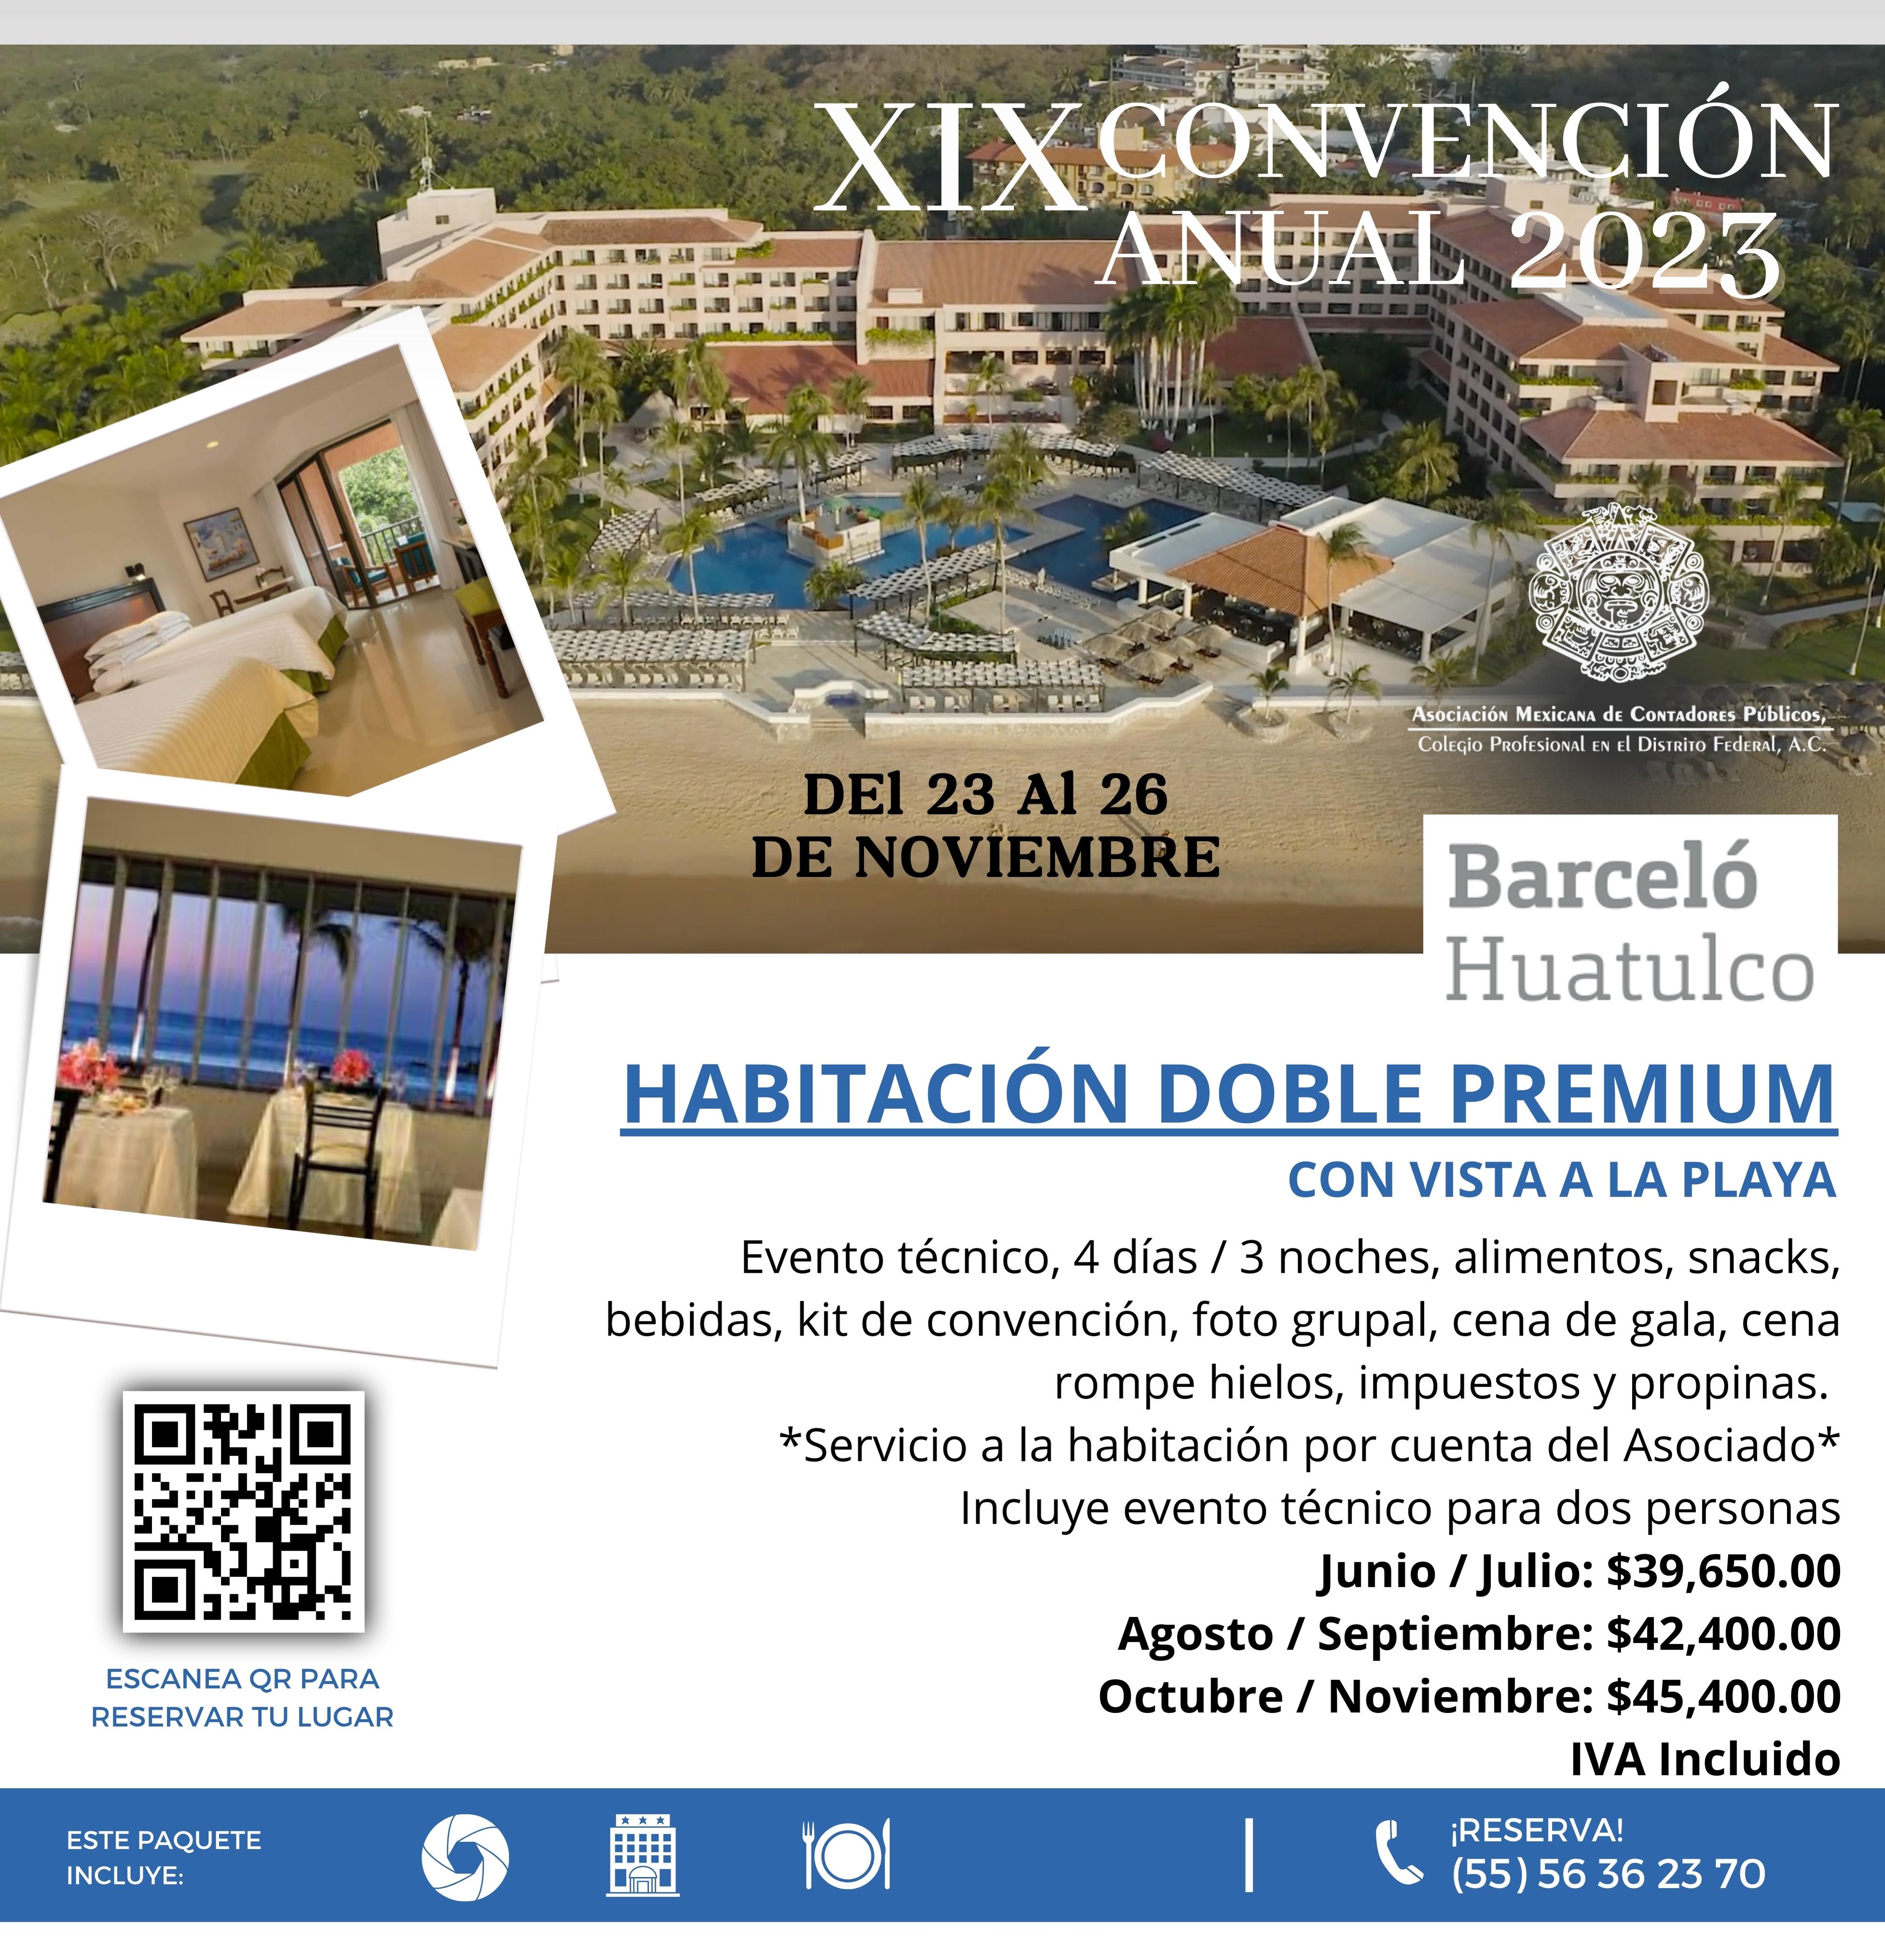 XIX CONVENCIÓN
ANUAL 2023
Asociación Mexicana de Contadores Públicos,
Colegio Profesional en el Distrito Federal, A.C.
DEl 23 Al 26
DE NOVIEMBRE
Barceló
Huatulco
HABITACIÓN DOBLE PREMIUM
CON VISTA A LA PLAYA
Evento técnico, 4 días / 3 noches, alimentos, snacks,
bebidas, kit de convención, foto grupal, cena de gala, cena
rompe hielos, impuestos y propinas.
*Servicio a la habitación por cuenta del Asociado*
Incluye evento técnico para dos personas
Junio / Julio: $39,650.00
Agosto / Septiembre: $42,400.00
Octubre / Noviembre: $45,400.00
IVA Incluido
ESCANEA QR PARA
RESERVAR TU LUGAR
ESTE PAQUETE
INCLUYE:
¡RESERVA!
(55) 56 36 23 70